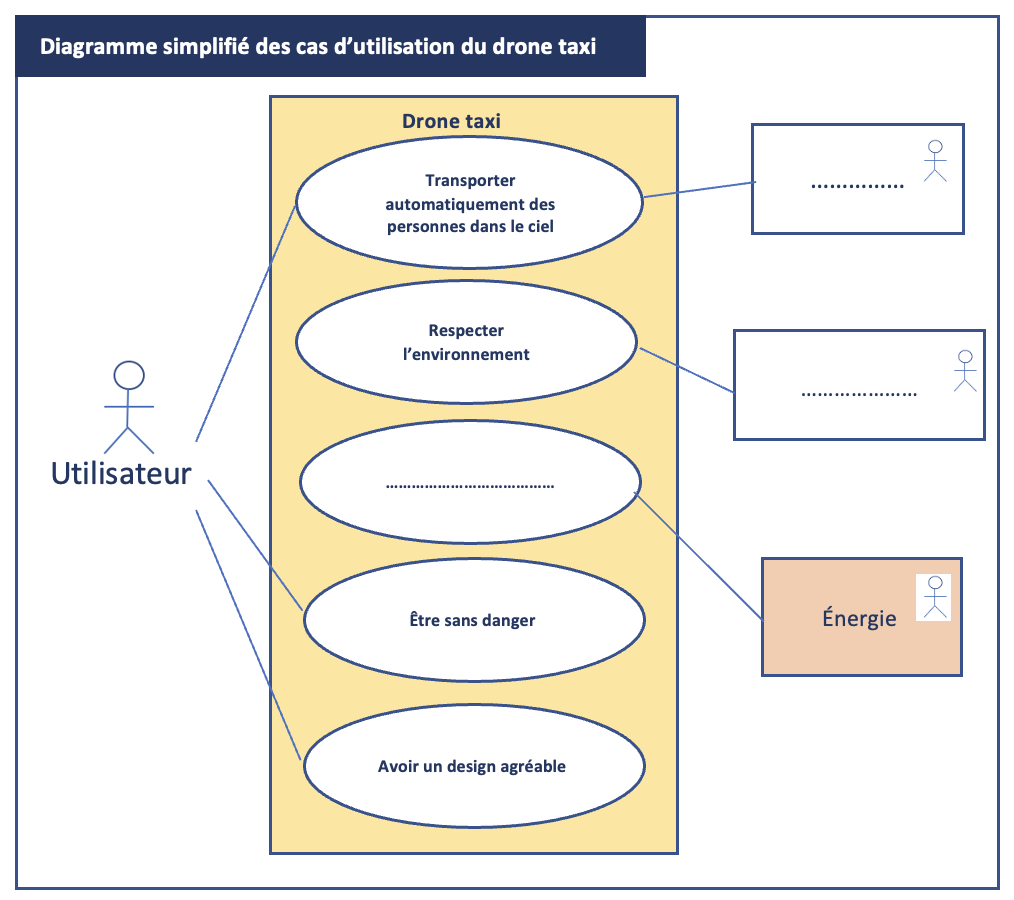 Diagramme simplifié des cas d’utilisation du drone taxi
Drone taxi
Transporter
automatiquement des
personnes dans le ciel
……………
Respecter
l’environnement
…………………
Utilisateur
…………………………………
Énergie
Être sans danger
Avoir un design agréable